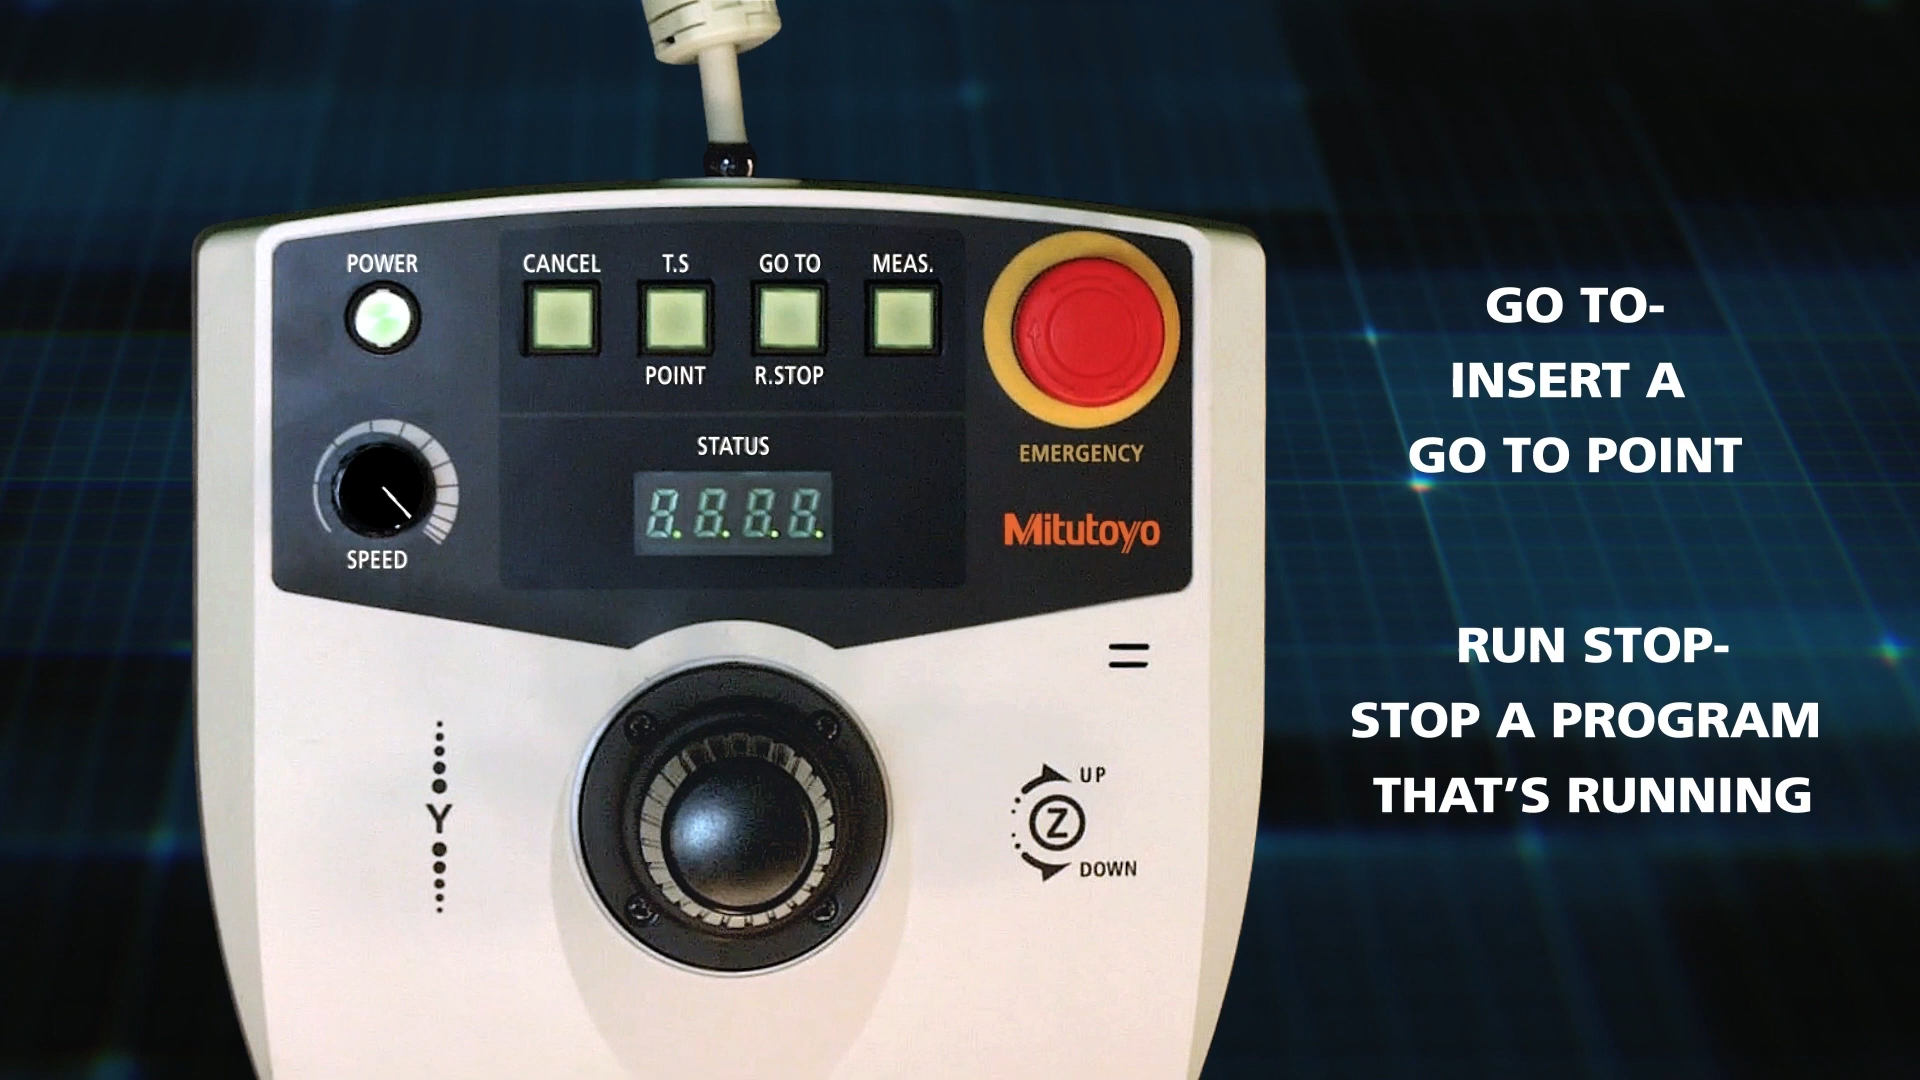 POWER
CANCEL
T.S
GO TO
MEAS.
POINT
R.STOP
STATUS
8.8.8.8.
SPEED
EMERGENCY
Mitutoyo
Y
UP
Z
DOWN
GO TO-
INSERT A
GO TO POINT
RUN STOP-
STOP A PROGRAM
THAT'S RUNNING